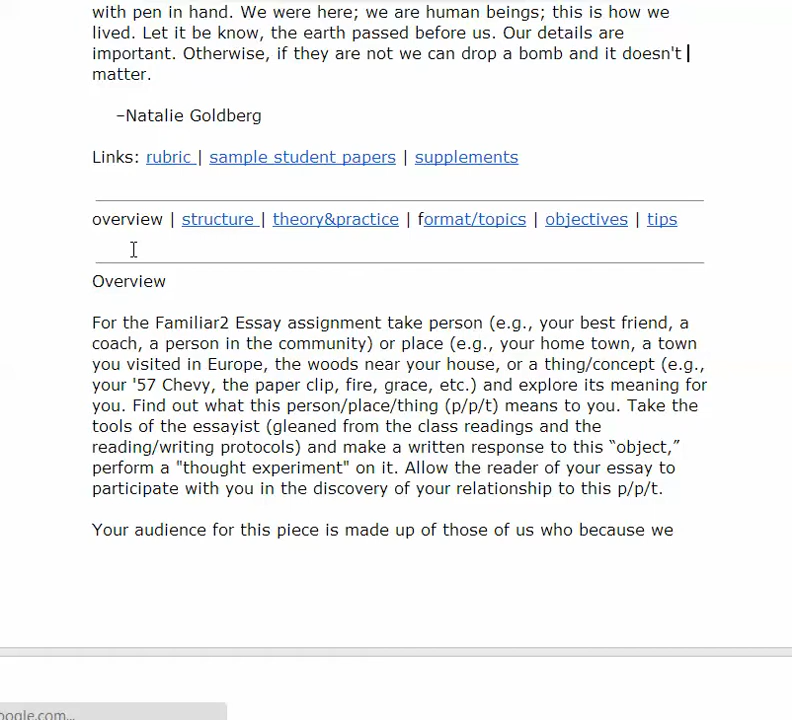 with pen in hand. We were here; we are human beings; this is how we
lived. Let it be know, the earth passed before us. Our details are
important. Otherwise, if they are not we can drop a bomb and it doesn't
matter.
–Natalie Goldberg
Links: rubric | sample student papers | supplements
overview | structure | theory&practice | format/topics | objectives | tips
Overview
For the Familiar2 Essay assignment take person (e.g., your best friend, a
coach, a person in the community) or place (e.g., your home town, a town
you visited in Europe, the woods near your house, or a thing/concept (e.g.,
your '57 Chevy, the paper clip, fire, grace, etc.) and explore its meaning for
you. Find out what this person/place/thing (p/p/t) means to you. Take the
tools of the essayist (gleaned from the class readings and the
reading/writing protocols) and make a written response to this “object,”
perform a "thought experiment" on it. Allow the reader of your essay to
participate with you in the discovery of your relationship to this p/p/t.
Your audience for this piece is made up of those of us who because we
oogle.com...